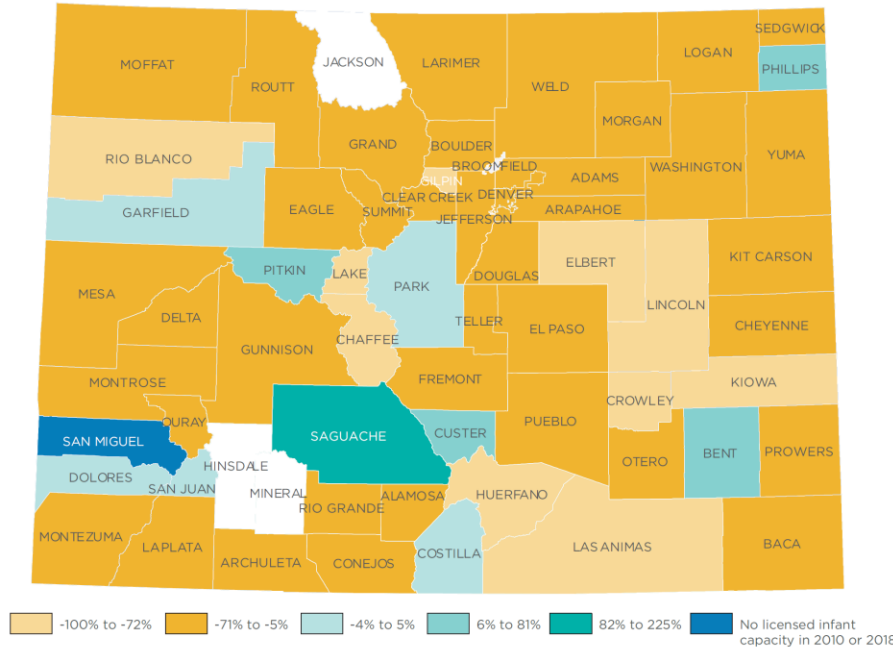 SEDGWICK
MOFFAT
JACKSON
LARIMER
LOGAN
PHILLIPS
ROUTT
WELD
MORGAN
GRAND
BOULDER
RIO BLANCO
BROOMFIELD
WASHINGTON
YUMA
GILPIN
ADAMS
CLEAR CREEK
DENVER
GARFIELD
EAGLE
SUMMIT
JEFFERSON
ARAPAHOE
PITKIN
LAKE
ELBERT
KIT CARSON
MESA
PARK
DOUGLAS
LINCOLN
DELTA
TELLER
EL PASO
CHEYENNE
CHAFFEE
GUNNISON
MONTROSE
FREMONT
KIOWA
CROWLEY
OURAY
PUEBLO
SAN MIGUEL
SAGUACHE
CUSTER
BENT
PROWERS
HINSDALE
OTERO
DOLORES
SAN JUAN
MINERAL
HUERFANO
ALAMOSA
RIO GRANDE
MONTEZUMA
LAPLATA
COSTILLA
LAS ANIMAS
BACA
ARCHULETA
CONEJOS
-100% to -72%
-71% to -5%
-4% to 5%
6% to 81%
82% to 225%
No licensed infant
capacity in 2010 or 2018